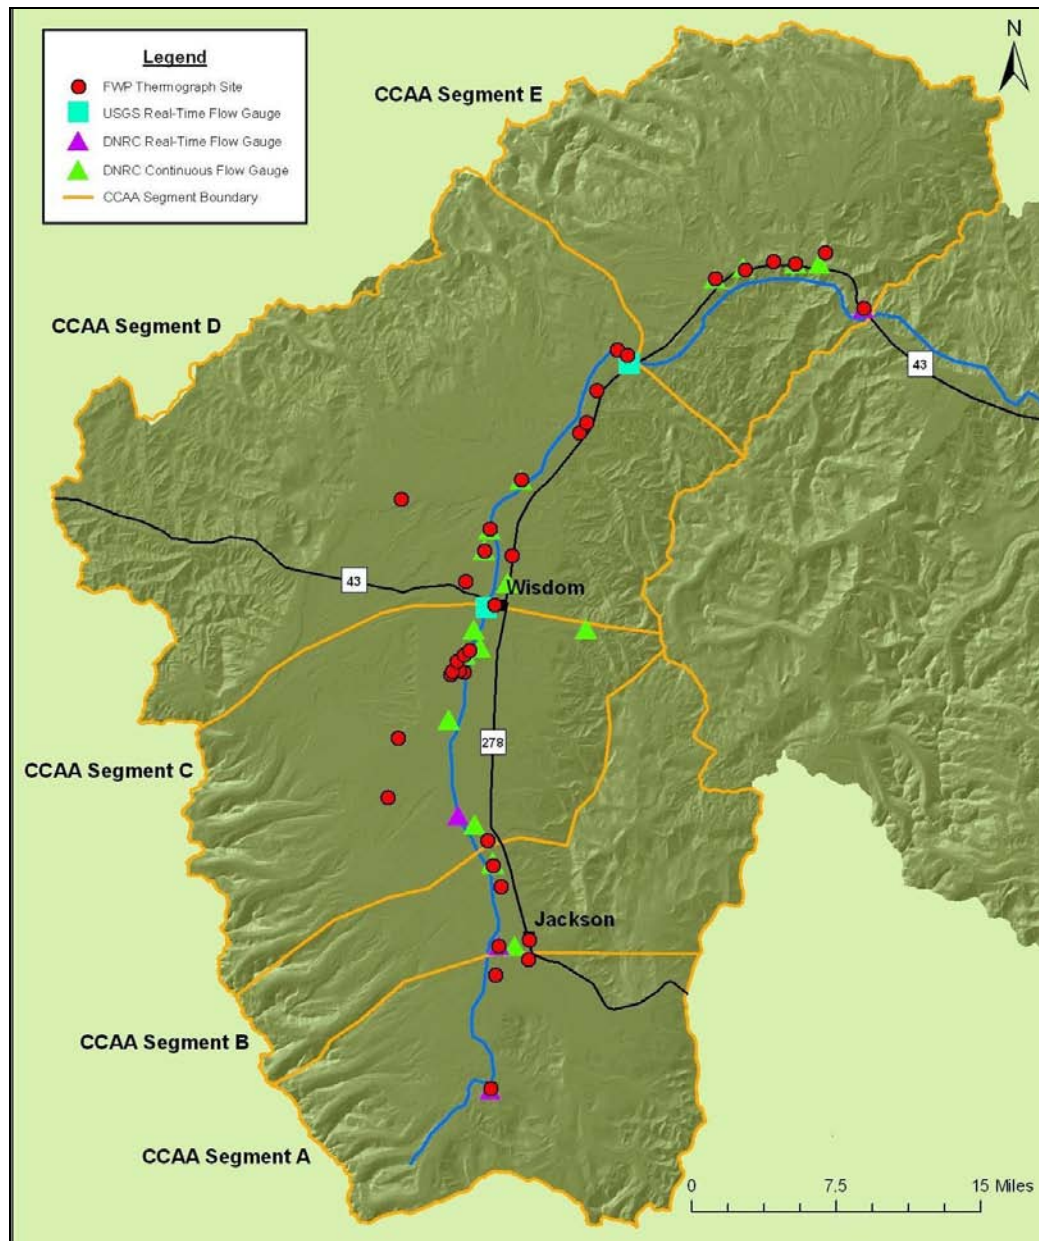 N
Legend
FWP Thermograph Site
USGS Real-Time Flow Gauge
DNRC Real-Time Flow Gauge
DNRC Continuous Flow Gauge
CCAA Segment Boundary
CCAA Segment E
CCAA Segment D
43
43
Wisdom
278
CCAA Segment C
Jackson
CCAA Segment B
CCAA Segment A
0 7.5 15 Miles